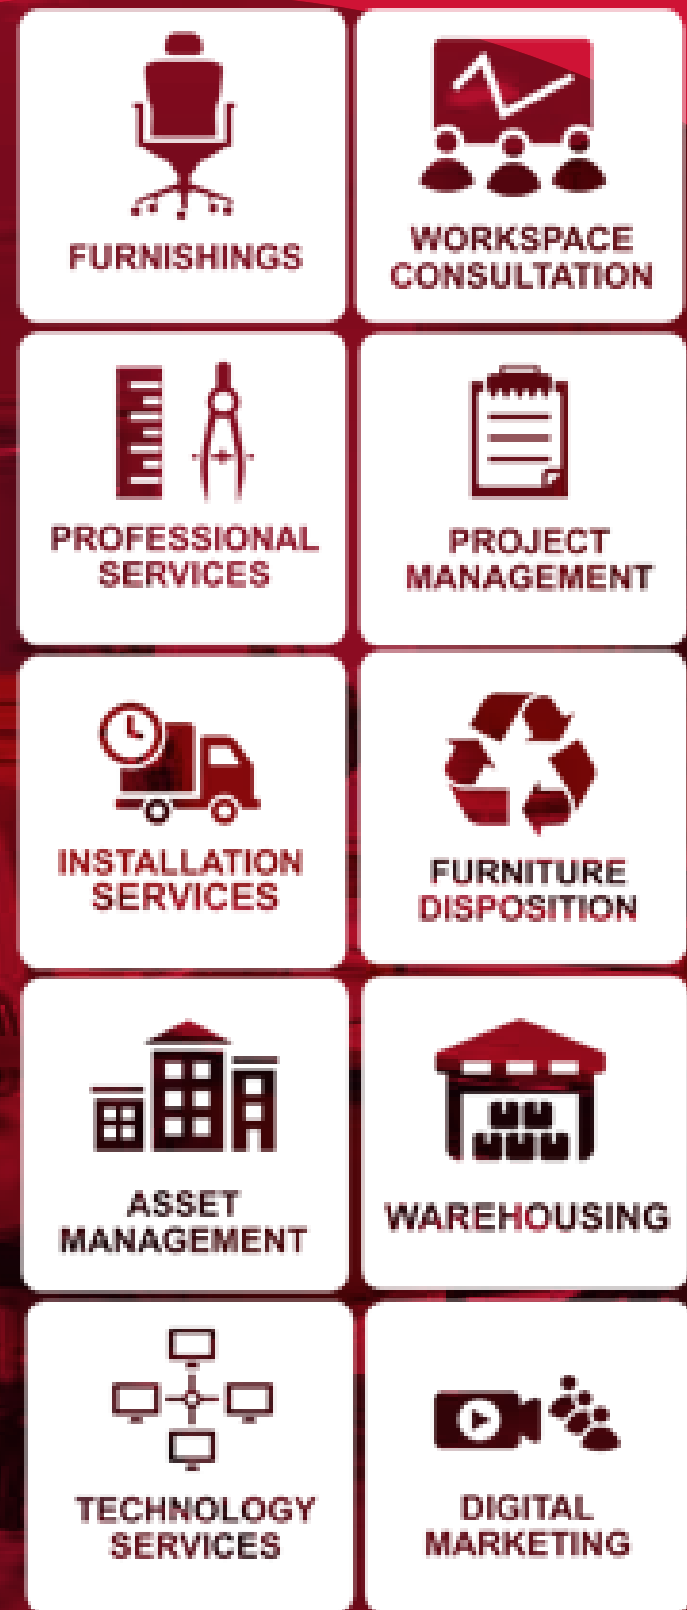 FURNISHINGS
WORKSPACE
CONSULTATION
PROFESSIONAL
SERVICES
PROJECT
MANAGEMENT
INSTALLATION
SERVICES
FURNITURE
DISPOSITION
ASSET
MANAGEMENT
WAREHOUSING
TECHNOLOGY
SERVICES
DIGITAL
MARKETING